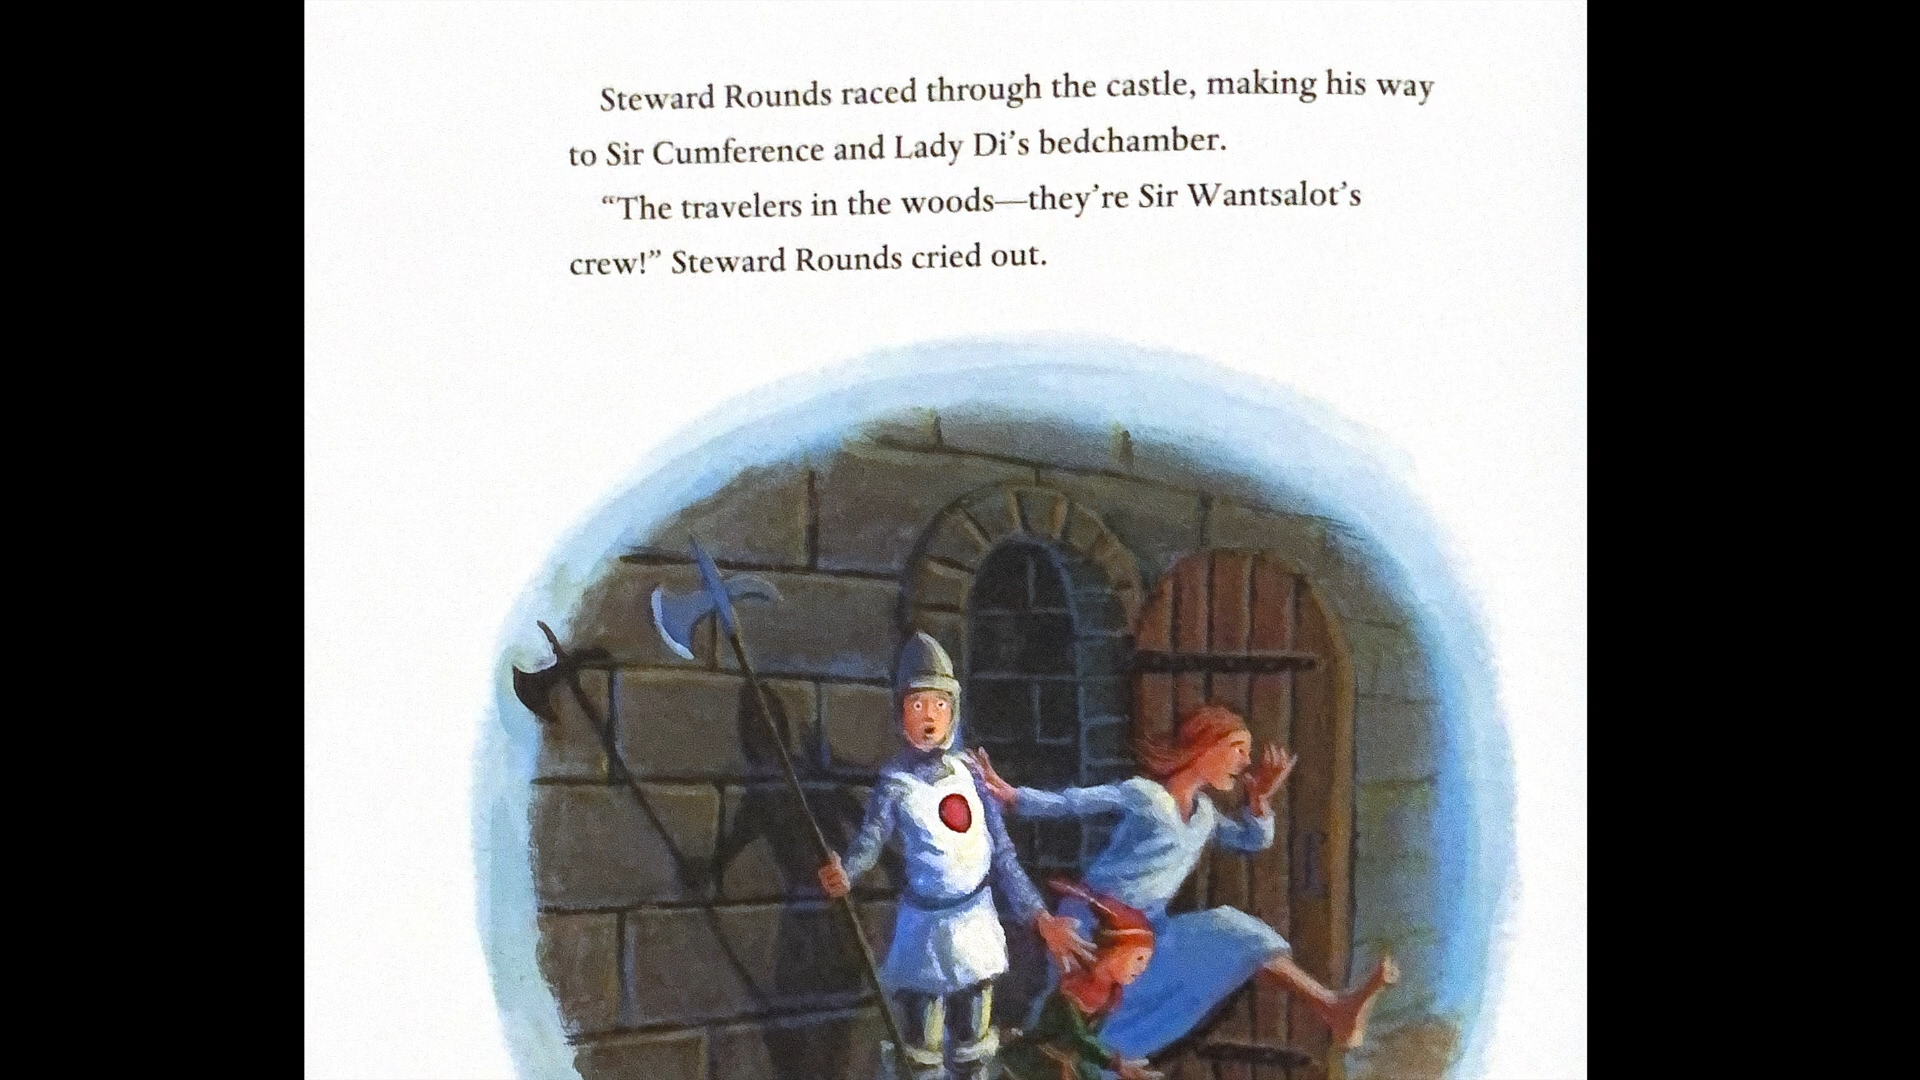 Steward Rounds raced through the castle, making his way
to Sir Cumference and Lady Di’s bedchamber.
“The travelers in the woods—they’re Sir Wantsalot’s
crew!” Steward Rounds cried out.